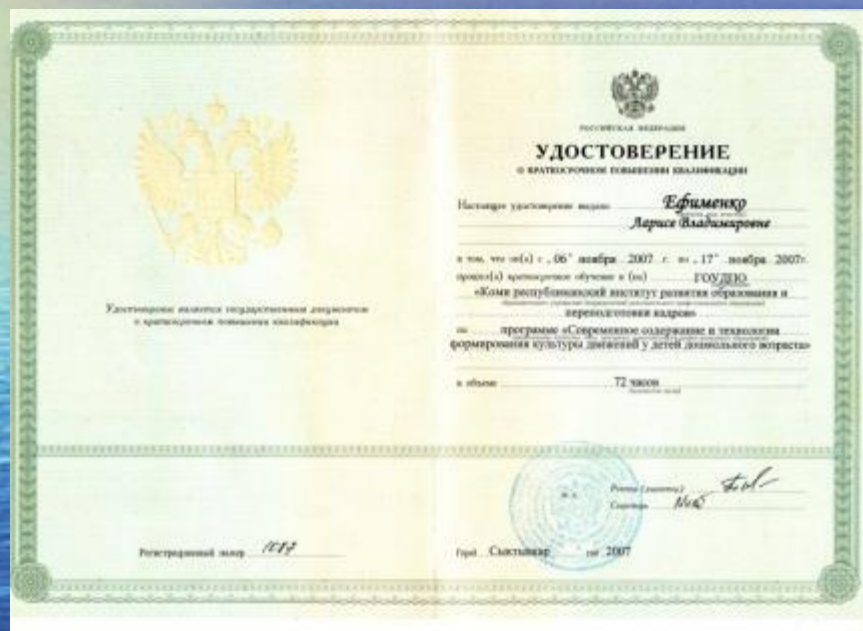 Удостоверение является государственным документом
о краткосрочном повышении квалификации
Регистрационный номер
РОССИЙСКАЯ ФЕДЕРАЦИЯ
УДОСТОВЕРЕНИЕ
О КРАТКОСРОЧНОМ ПОВЫШЕНИИ КВАЛИФИКАЦИИ
Настоящее удостоверение выдано Ефименко
Ларисе Владимировне
в том, что он(а) с „06" ноября 2007 г. по „17" ноября 2007г.
прошел(а) краткосрочное обучение в (на) ГОУДПО
«Коми республиканский институт развития образования и
переподготовки кадров»
по программе «Современное содержание и технологии
формирования культуры движений у детей дошкольного возраста»
в объеме 72 часов
М. П.
Ректор (директор)
Секретарь
Город Сыктывкар год 2007